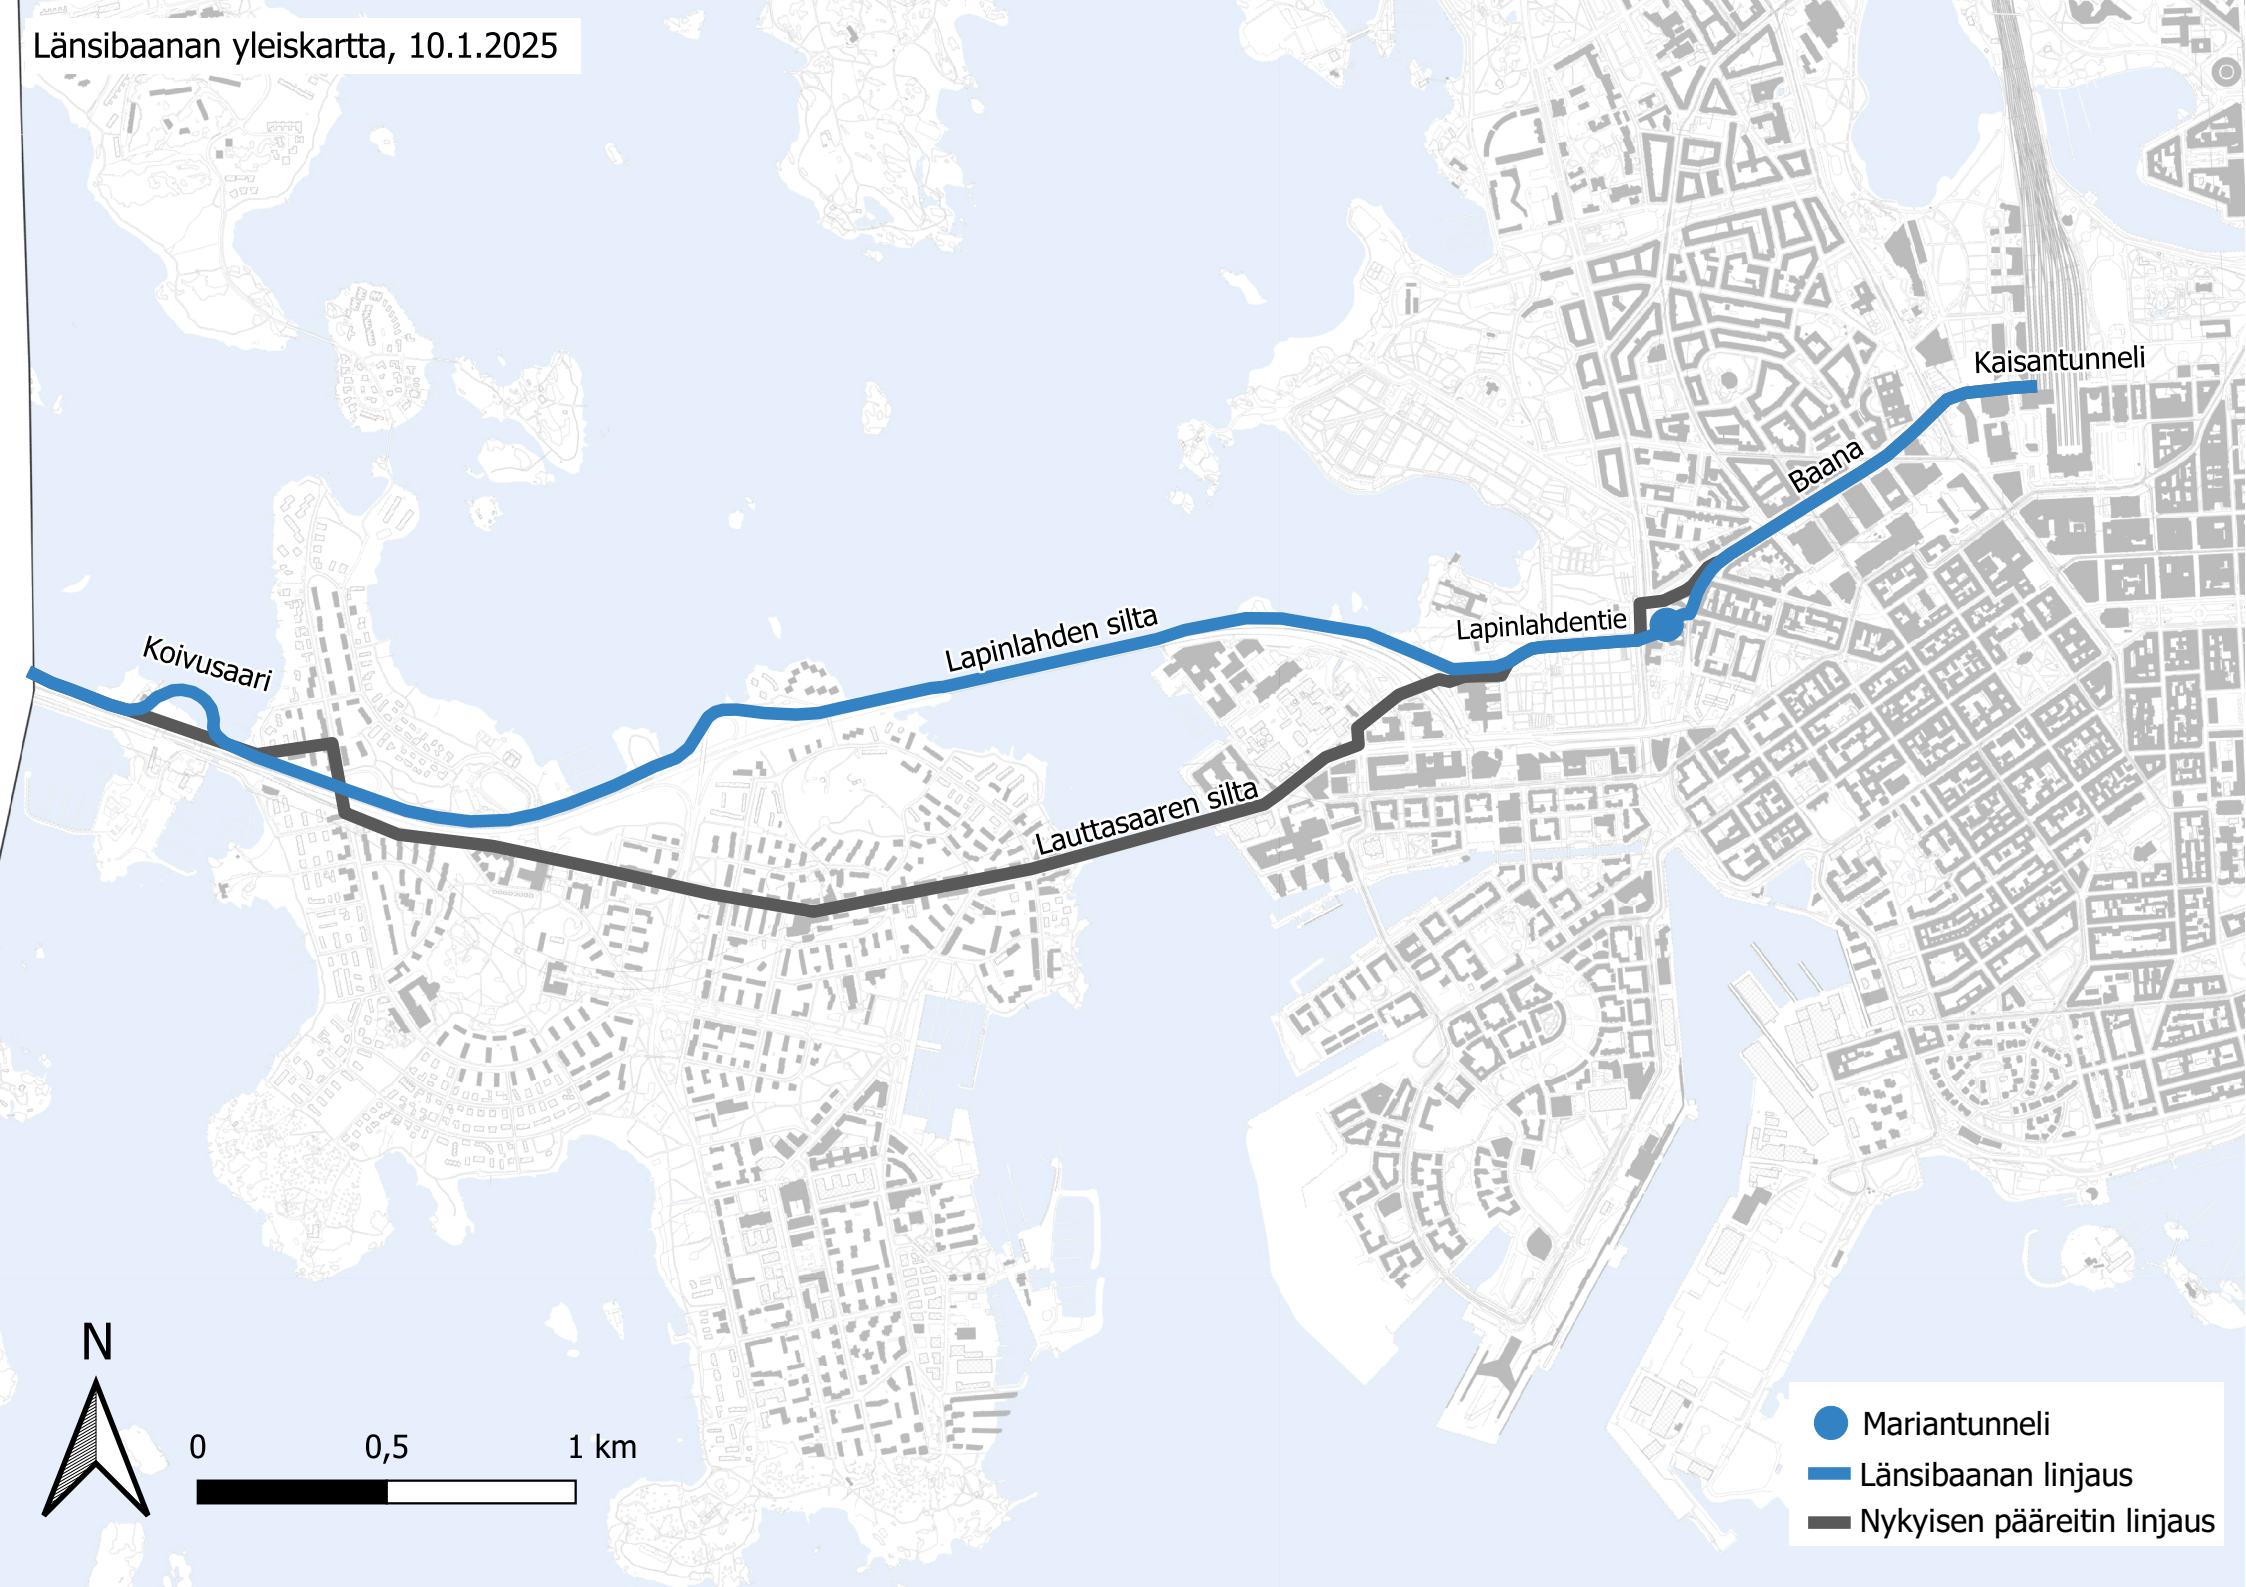 Länsibaanan yleiskartta, 10.1.2025
Kaisantunneli
Baana
Lapinlahdentie
Lapinlahden silta
Koivusaari
Lauttasaaren silta
N
0 0,5 1 km
Mariantunneli
Länsibaanan linjaus
Nykyisen pääreitin linjaus